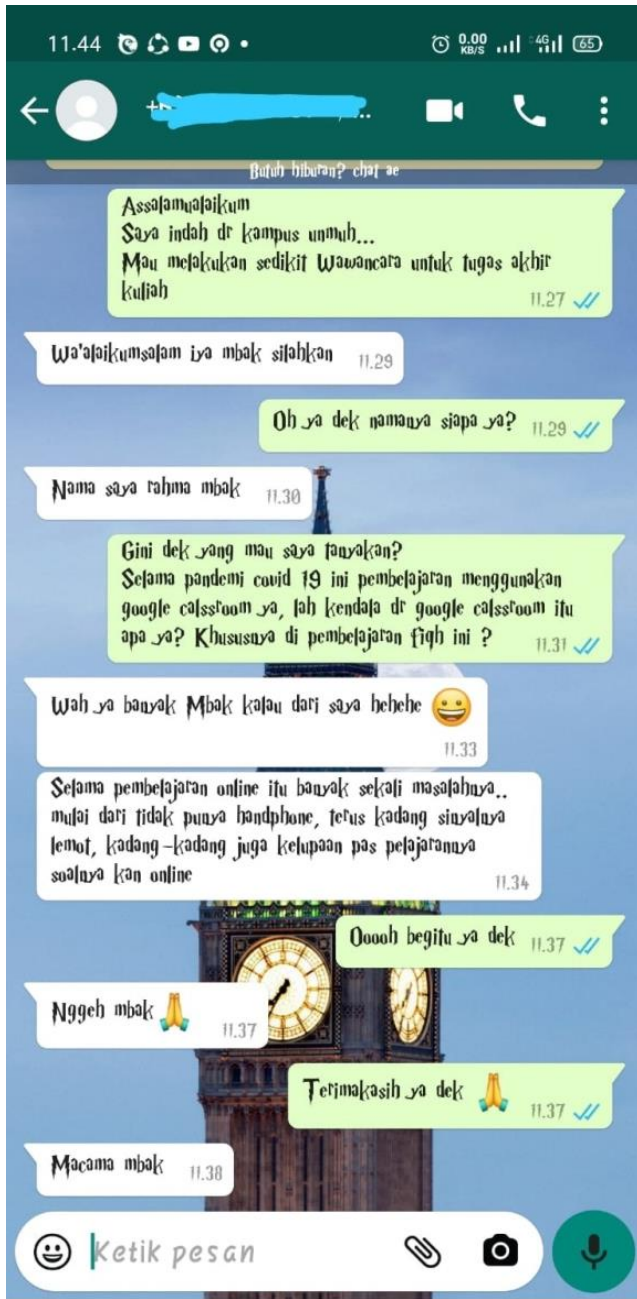 11.44
0.00 KB/S 4G 65
Butuh hiburan? chat ae
Assalamualaikum
Saya indah dr kampus unmuh...
Mau melakukan sedikit Wawancara untuk tugas akhir
kuliah
11.27
Wa'alaikumsalam iya mbak silahkan 11.29
Oh ya dek namanya siapa ya? 11.29
Nama saya rahma mbak 11.30
Gini dek yang mau saya tanyakan?
Selama pandemi covid 19 ini pembelajaran menggunakan
google calssroom ya, lah kendala dr google calssroom itu
apa ya? Khususnya di pembelajaran fiqh ini ? 11.31
Wah ya banyak Mbak kalau dari saya hehehe 😀
11.33
Selama pembelajaran online itu banyak sekali masalahnya..
mulai dari tidak punya handphone, terus kadang sinyalnya
lemot, kadang-kadang juga kelupaan pas pelajarannya
soalnya kan online
11.34
Ooooh begitu ya dek 11.37
Nggeh mbak 🙏 11.37
Terimakasih ya dek 🙏 11.37
Macama mbak 11.38
Ketik pesan